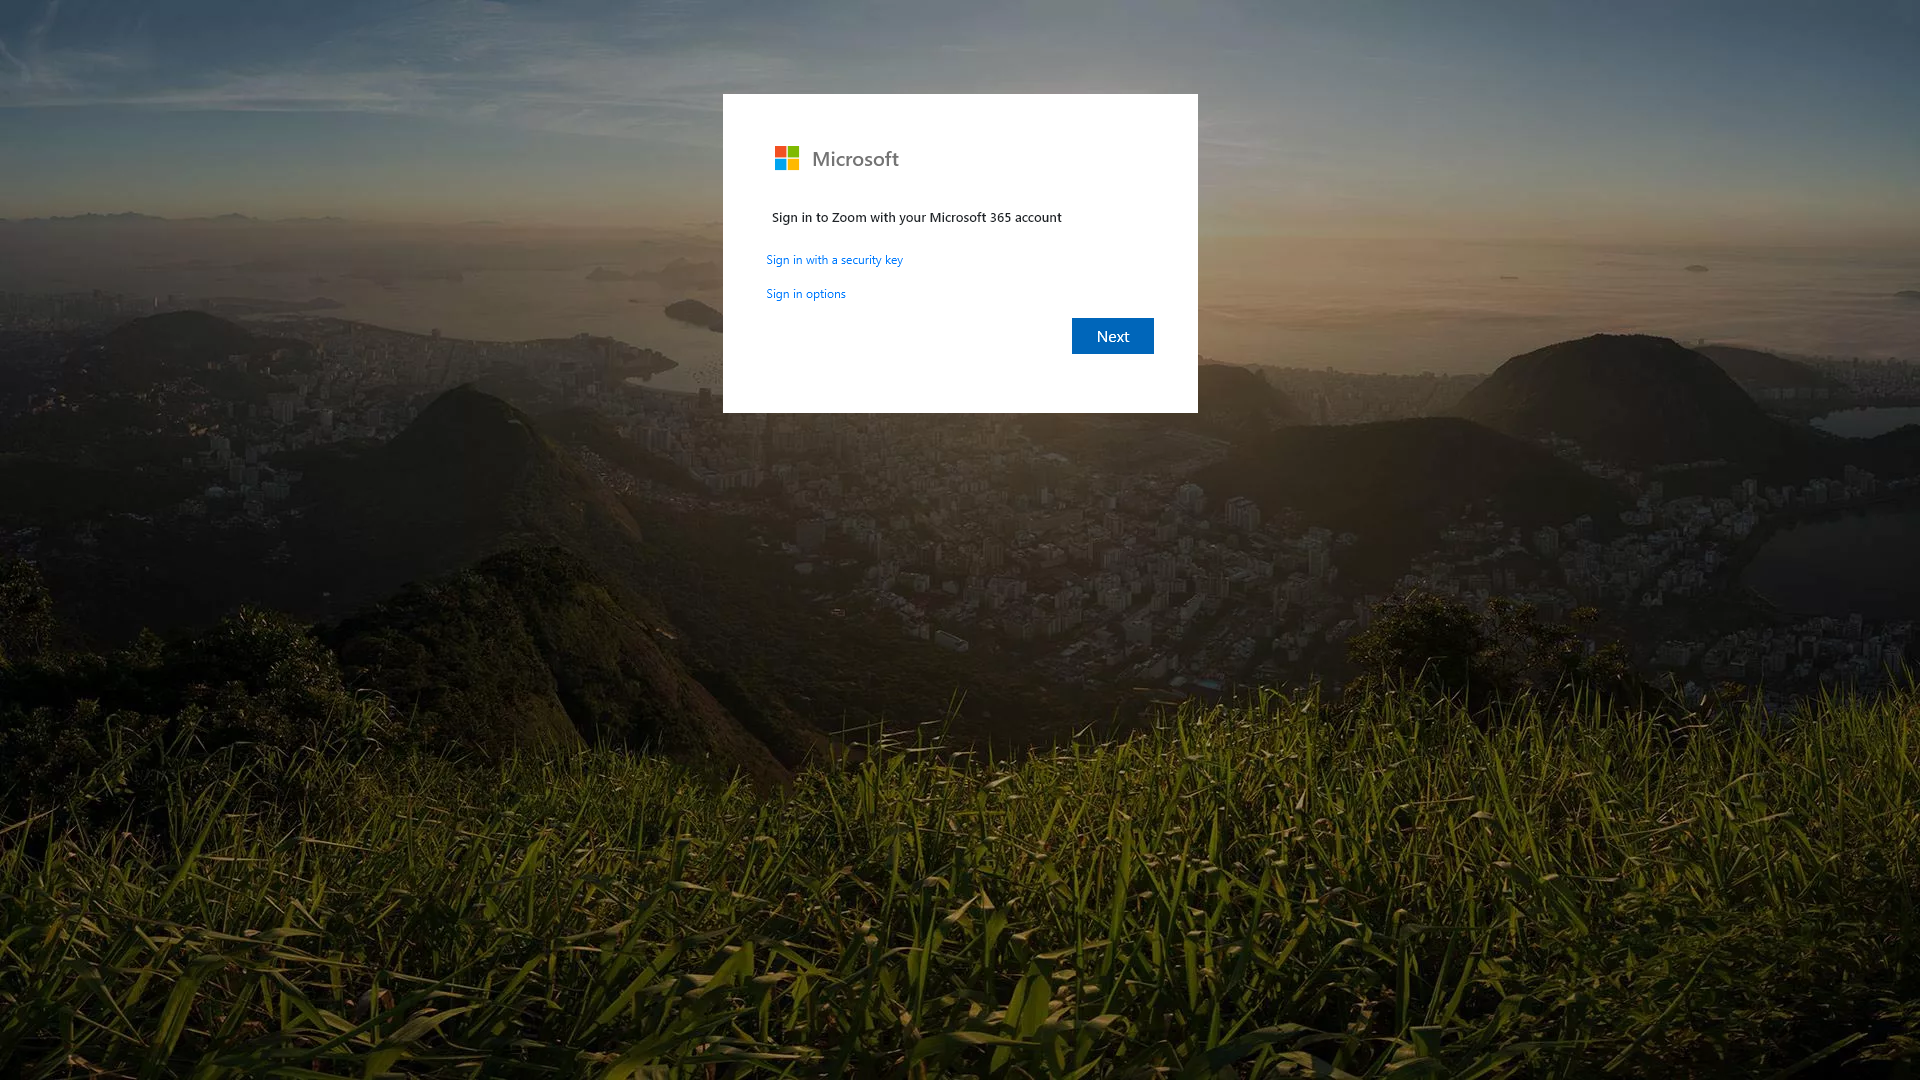 Microsoft
Sign in to Zoom with your Microsoft 365 account
Sign in with a security key
Sign in options
Next